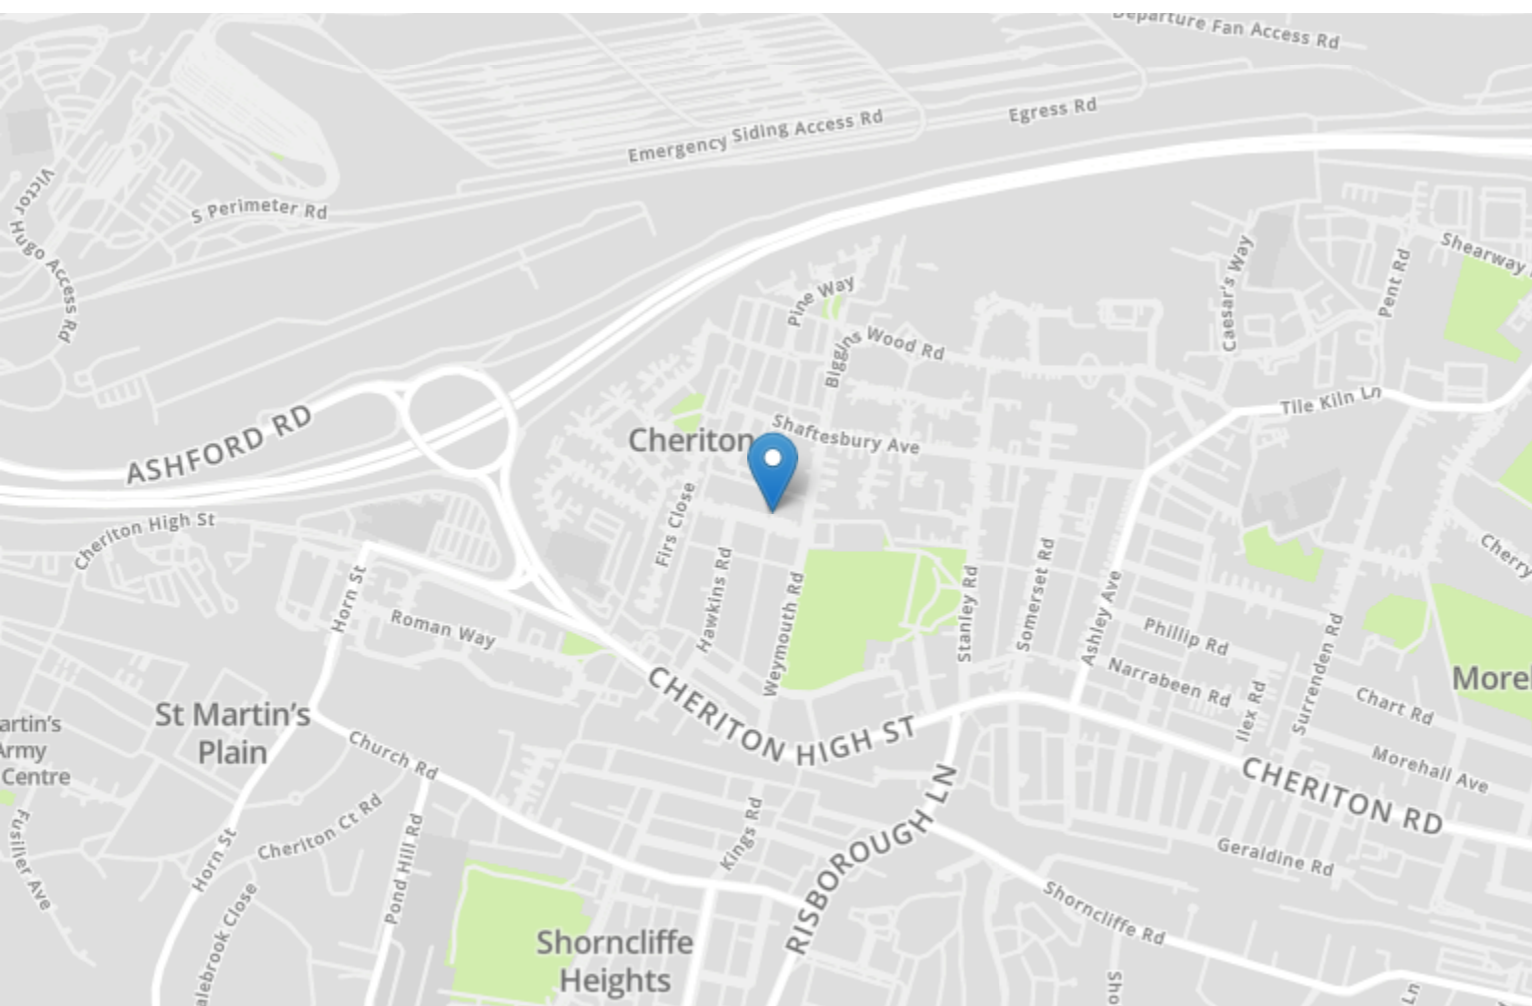 Departure Fan Access Rd
Egress Rd
Emergency Siding Access Rd
S Perimeter Rd
Victor Hugo Access Rd
Shearway
Caesar's Way
Pent Rd
Pine Way
Biggins Wood Rd
Tile Kiln Ln
ASHFORD RD
Cheriton
Shaftesbury Ave
Cheriton High St
Firs Close
Hawkins Rd
Weymouth Rd
Stanley Rd
Somerset Rd
Ashley Ave
Cherry
Horn St
Roman Way
Phillip Rd
Narrabeen Rd
Ilex Rd
Surrenden Rd
Chart Rd
Morehall Ave
More
CHERITON HIGH ST
St Martin's
Plain
artin's
Army
Centre
Church Rd
CHERITON RD
Cheriton Ct Rd
Fusilier Ave
Horn St
Pond Hill Rd
Kings Rd
RISBOROUGH LN
Geraldine Rd
Shorncliffe Rd
alebrook Close
Shorncliffe
Heights
Sho
Ln